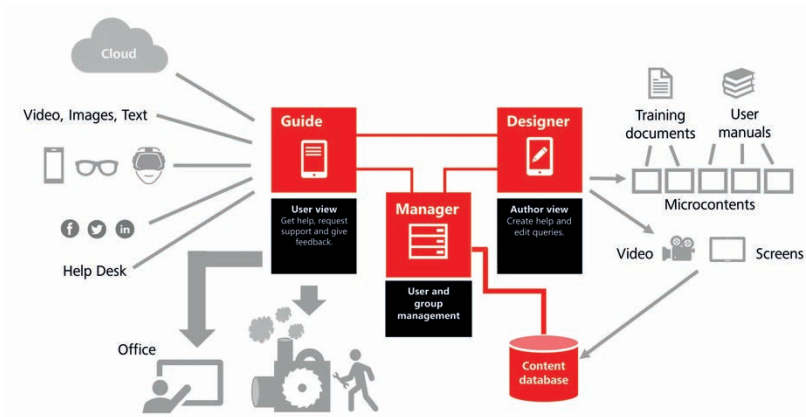 Cloud
Video, Images, Text
Help Desk
Office
Guide
User view
Get help, request
support and give
feedback.
Manager
User and
group
management
Designer
Author view
Create help and
edit queries.
Training
documents
User
manuals
Microcontents
Video
Screens
Content
database